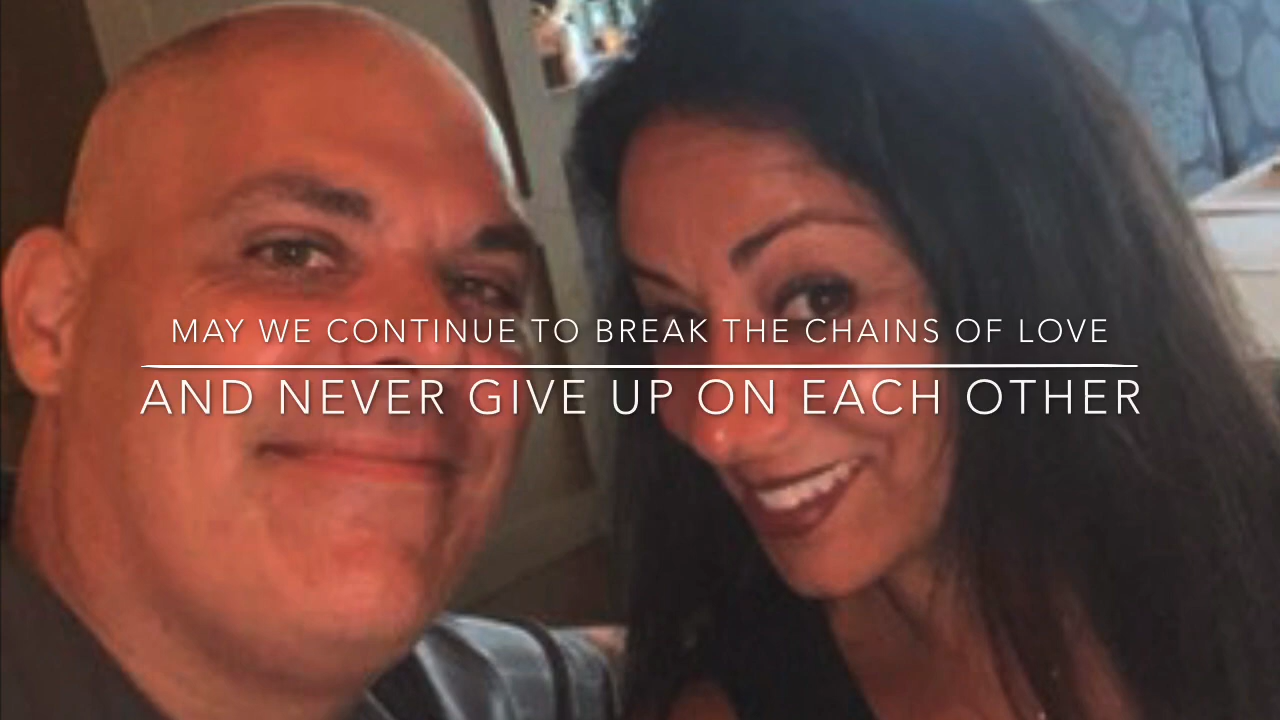 MAY WE CONTINUE TO BREAK THE CHAINS OF LOVE
AND NEVER GIVE UP ON EACH OTHER